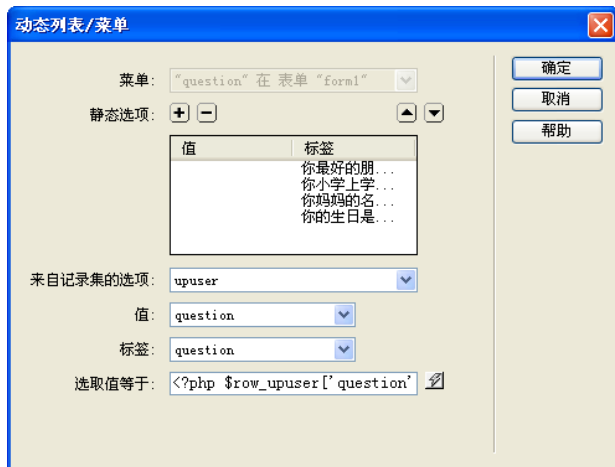 动态列表/菜单
菜单: "question" 在 表单 "form1"
确定
静态选项:
取消
帮助
值 标签
你最好的朋...
你小学上学...
你妈妈的名...
你的生日是...
来自记录集的选项: upuser
值: question
标签: question
选取值等于: <?php $row_upuser['question'